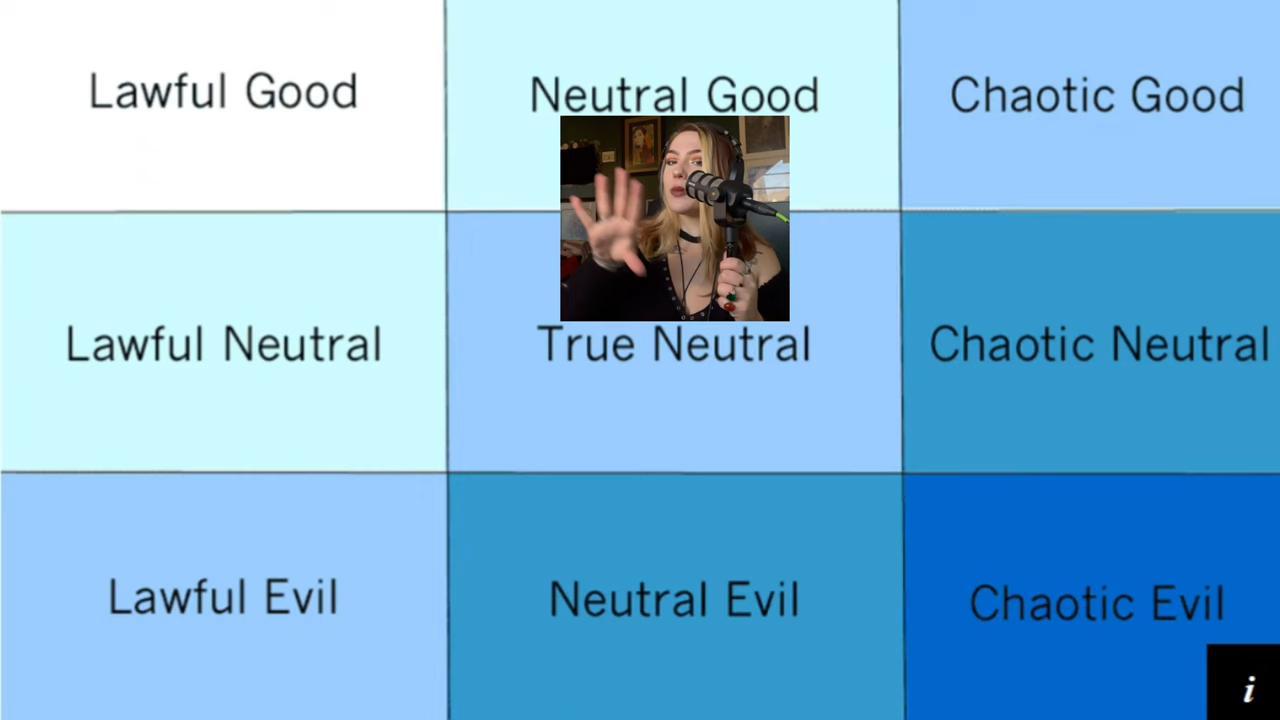 Lawful Good
Neutral Good
Chaotic Good
Lawful Neutral
True Neutral
Chaotic Neutral
Lawful Evil
Neutral Evil
Chaotic Evil
i